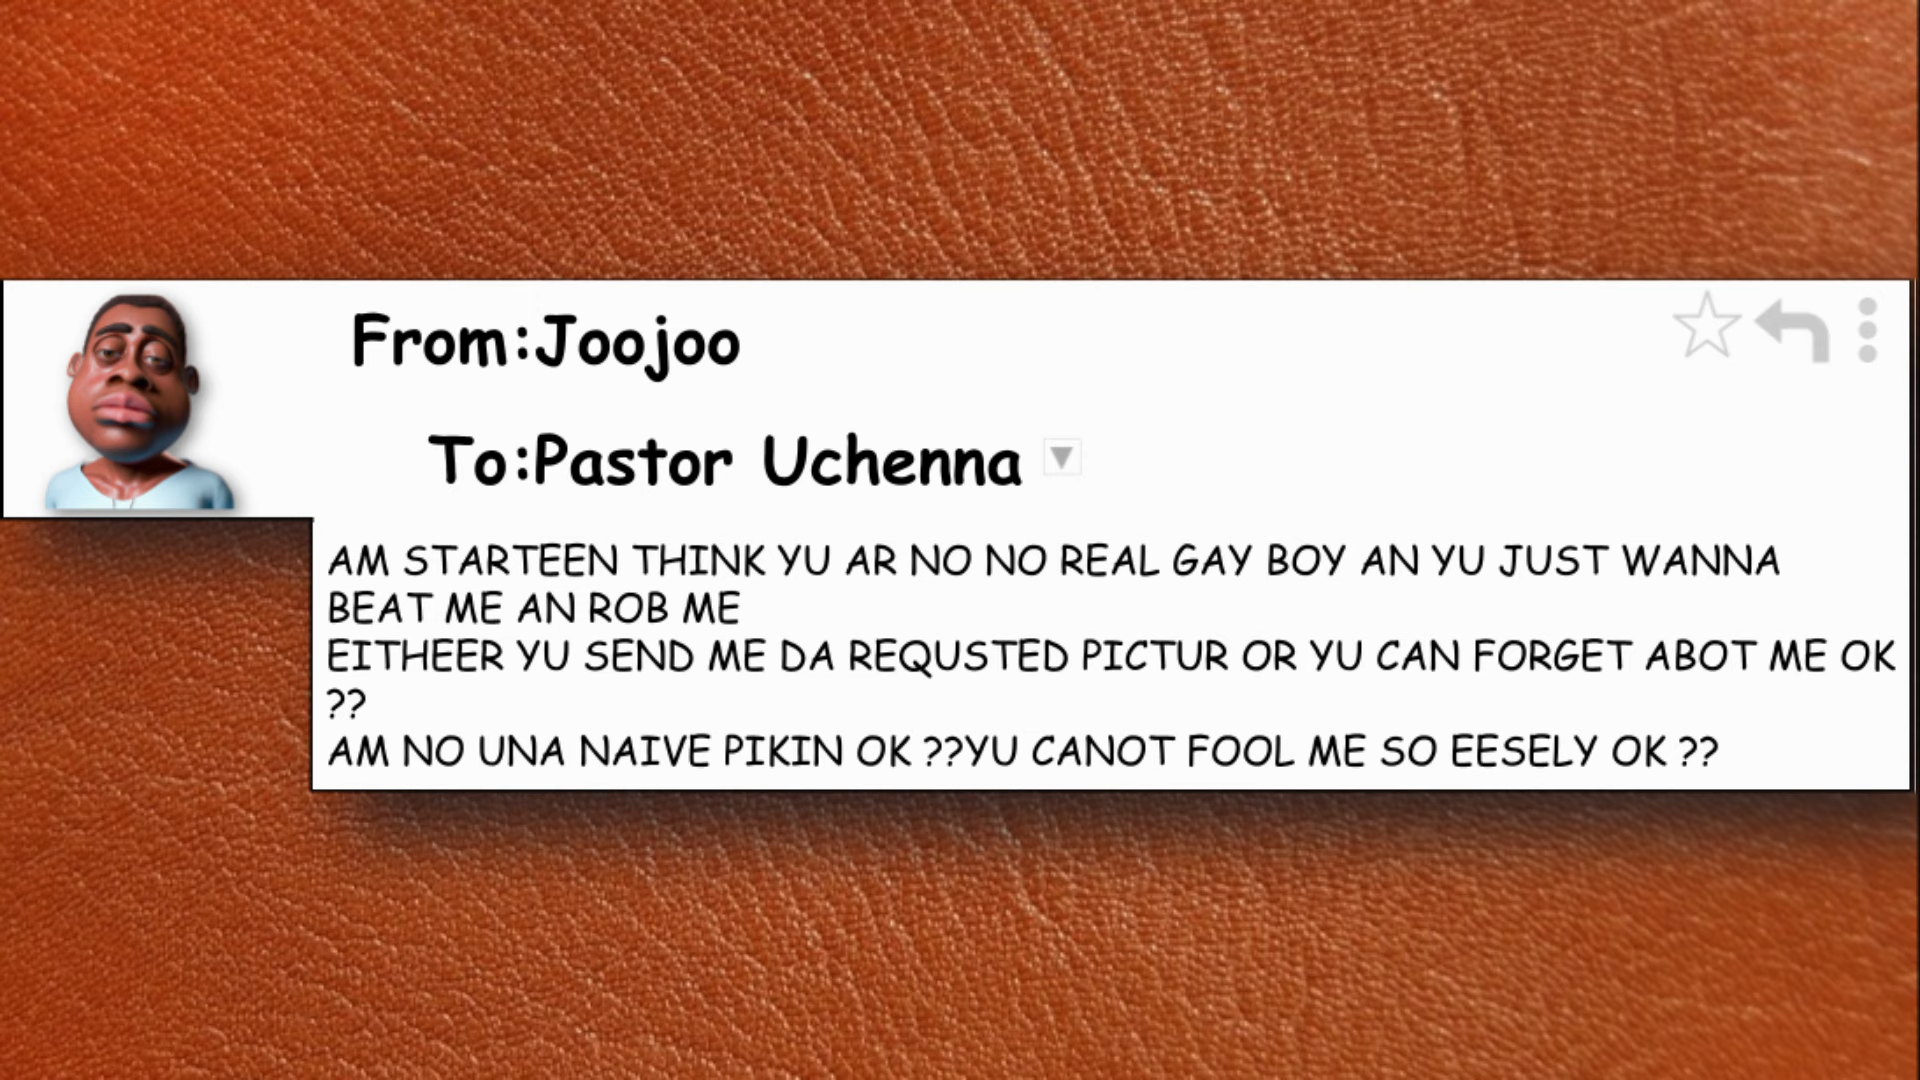 From:Joojoo
To:Pastor Uchenna
AM STARTEEN THINK YU AR NO NO REAL GAY BOY AN YU JUST WANNA
BEAT ME AN ROB ME
EITHEER YU SEND ME DA REQUSTED PICTUR OR YU CAN FORGET ABOT ME OK
??
AM NO UNA NAIVE PIKIN OK ??YU CANOT FOOL ME SO EESELY OK ??